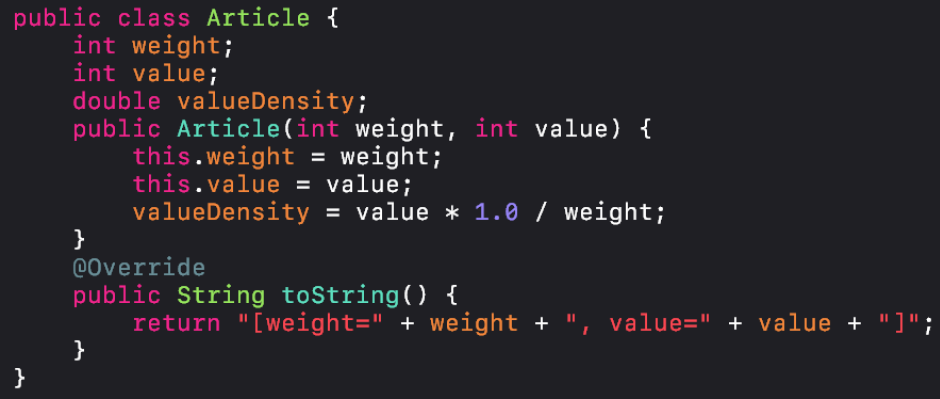 public class Article {
    int weight;
    int value;
    double valueDensity;
    public Article(int weight, int value) {
        this.weight = weight;
        this.value = value;
        valueDensity = value * 1.0 / weight;
    }
    @Override
    public String toString() {
        return "[weight=" + weight + ", value=" + value + "]";
    }
}